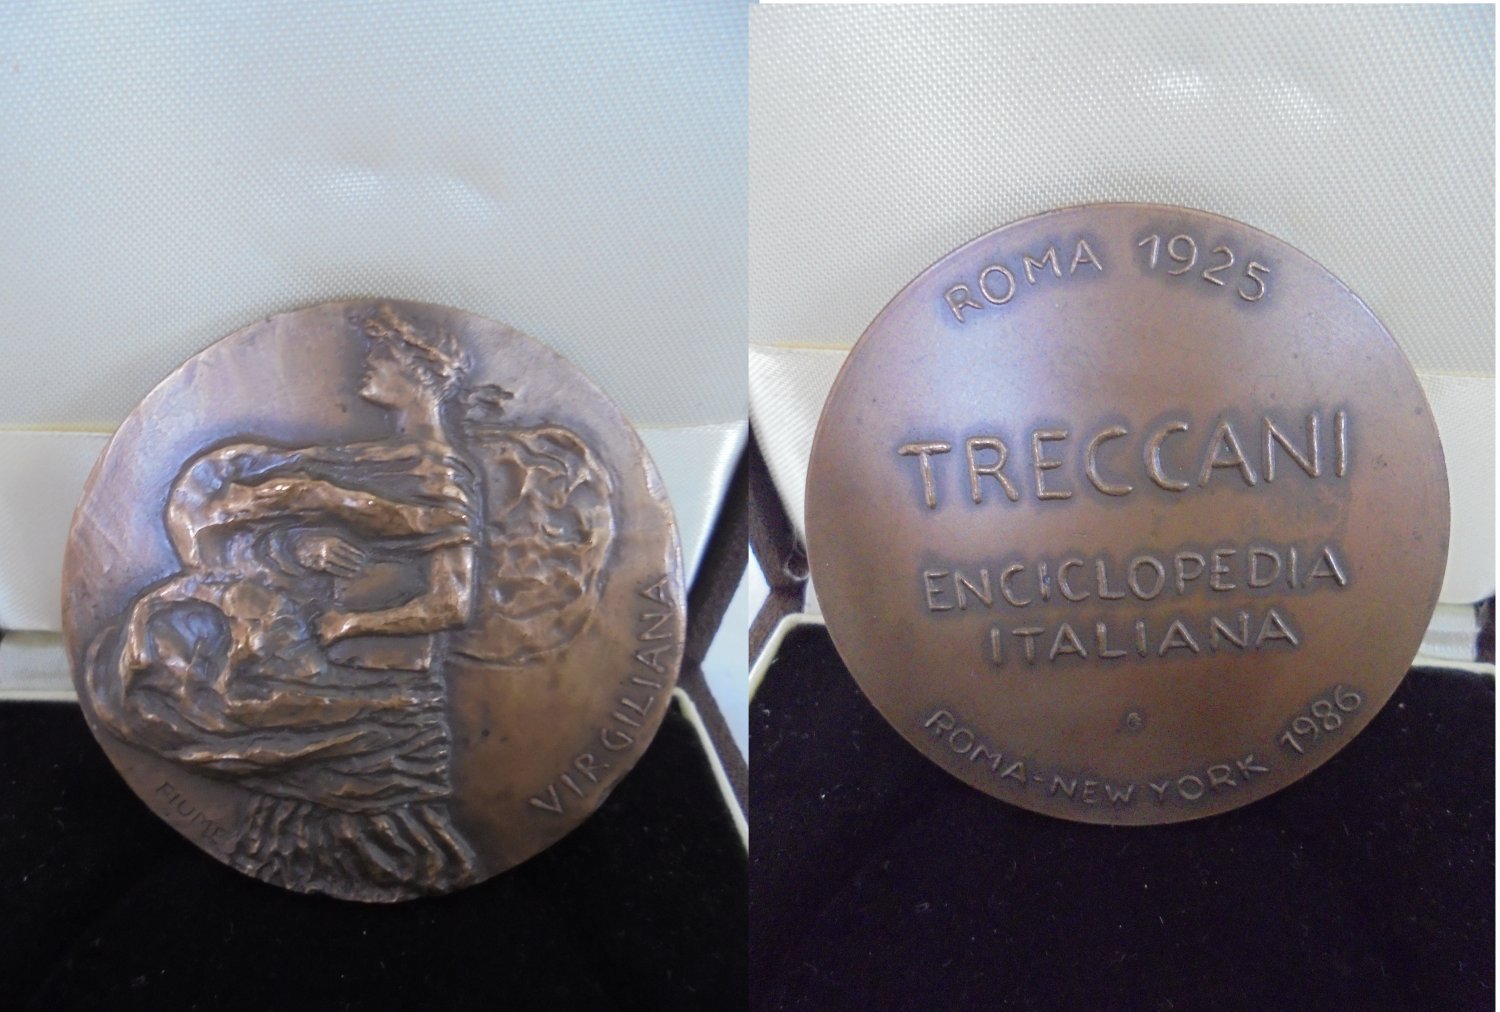 VIRGILIANA
FIUME
ROMA 1925
TRECCANI
ENCICLOPEDIA
ITALIANA
ROMA-NEW YORK 1986